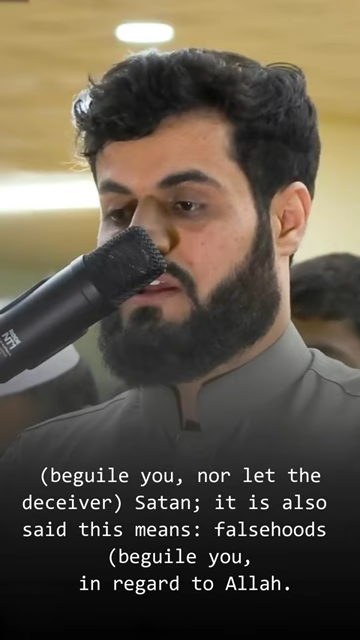 (beguile you, nor let the
deceiver) Satan; it is also
said this means: falsehoods
(beguile you,
in regard to Allah.